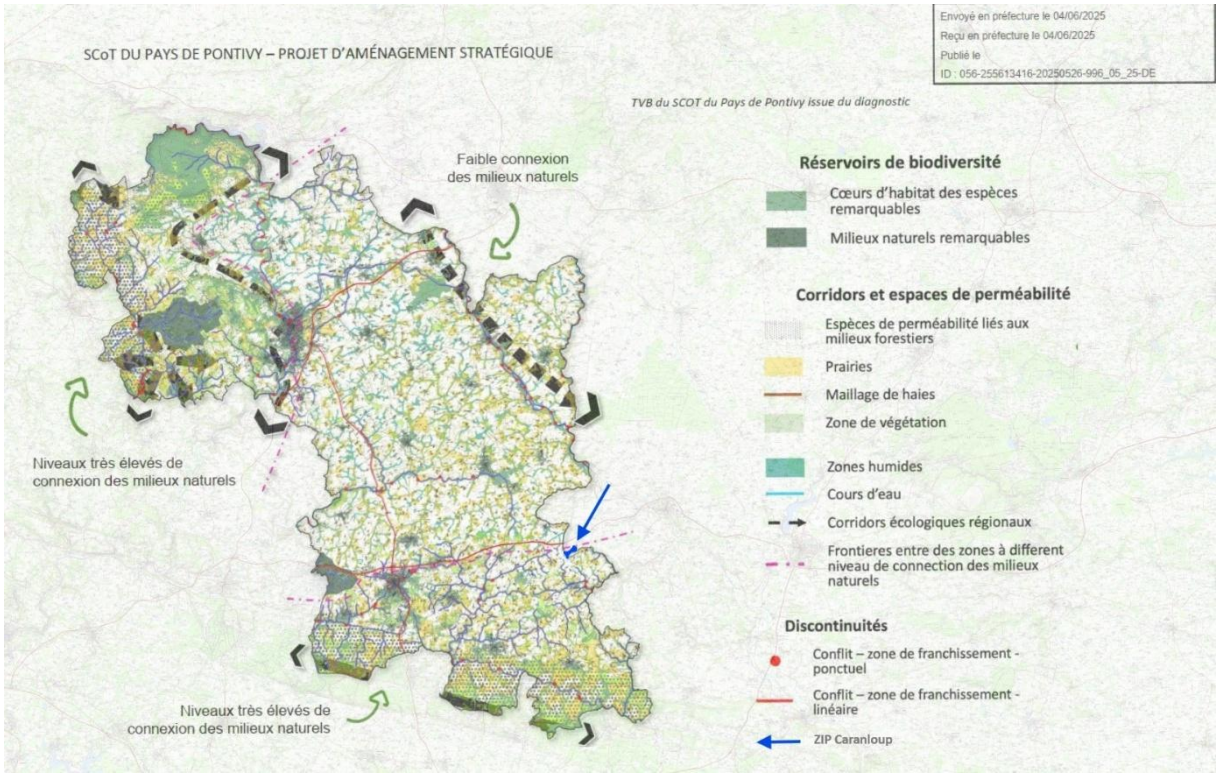 Envoyé en préfecture le 04/06/2025
Reçu en préfecture le 04/06/2025
Publié le
ID : 056-255613416-20250526-996_05_25-DE
SCoT DU PAYS DE PONTIVY – PROJET D'AMÉNAGEMENT STRATÉGIQUE
TVB du SCOT du Pays de Pontivy issue du diagnostic
Faible connexion
des milieux naturels
Niveaux très élevés de
connexion des milieux naturels
Niveaux très élevés de
connexion des milieux naturels
Réservoirs de biodiversité
Cœurs d'habitat des espèces
remarquables
Milieux naturels remarquables
Corridors et espaces de perméabilité
Espèces de perméabilité liés aux
milieux forestiers
Prairies
Maillage de haies
Zone de végétation
Zones humides
Cours d'eau
Corridors écologiques régionaux
Frontieres entre des zones à different
niveau de connection des milieux
naturels
Discontinuités
Conflit – zone de franchissement -
ponctuel
Conflit – zone de franchissement -
linéaire
ZIP Caranloup